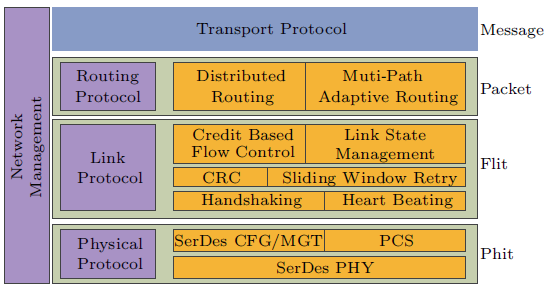 Network
Management
Transport Protocol
Message
Routing
Protocol
Distributed
Routing
Muti-Path
Adaptive Routing
Packet
Link
Protocol
Credit Based
Flow Control
Link State
Management
CRC
Sliding Window Retry
Handshaking
Heart Beating
Flit
Physical
Protocol
SerDes CFG/MGT
PCS
SerDes PHY
Phit